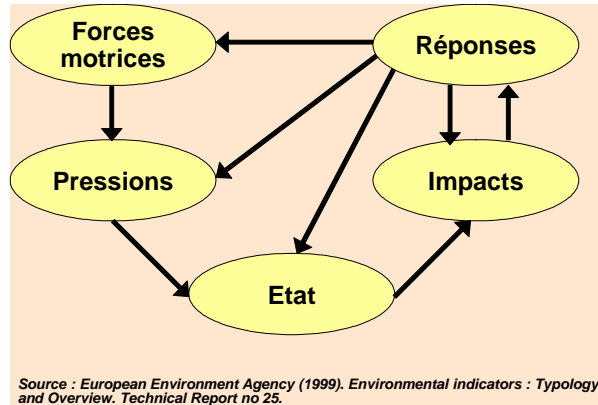 Forces
motrices
Réponses
Pressions
Impacts
Etat
Source : European Environment Agency (1999). Environmental indicators : Typology
and Overview. Technical Report no 25.